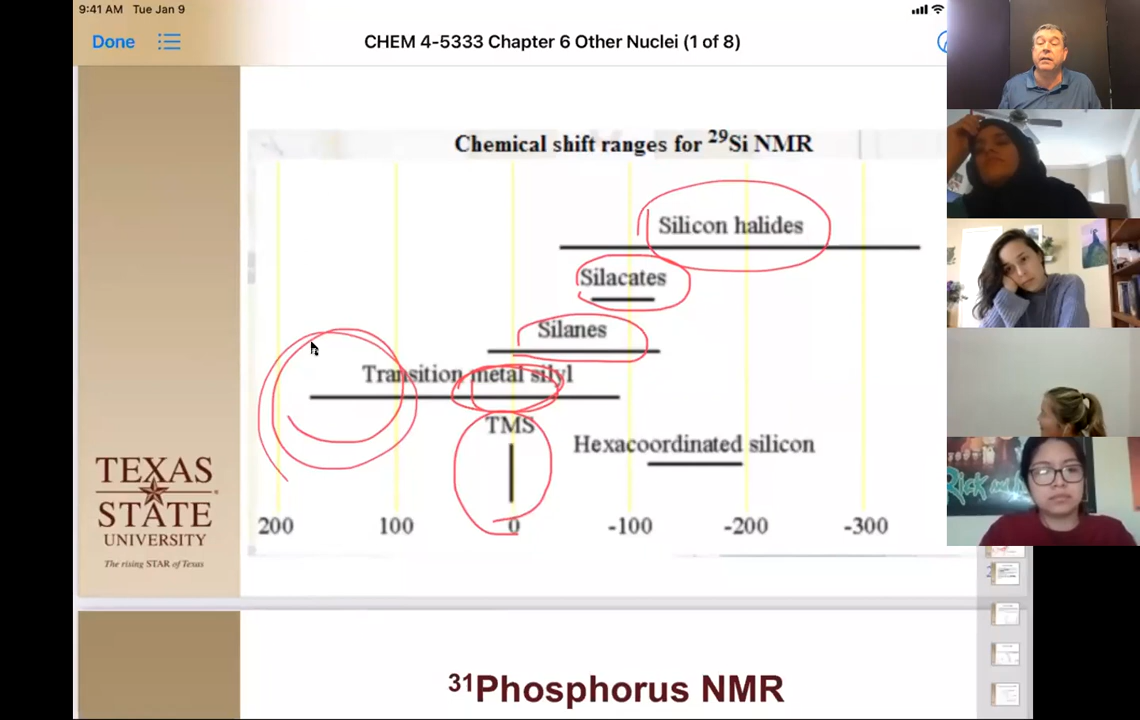 9:41 AM Tue Jan 9
Done
CHEM 4-5333 Chapter 6 Other Nuclei (1 of 8)
Chemical shift ranges for ²⁹Si NMR
Silicon halides
Silacates
Silanes
Transition metal silyl
TMS
Hexacoordinated silicon
200 100 0 -100 -200 -300
TEXAS
STATE
UNIVERSITY
The rising STAR of Texas
³¹Phosphorus NMR